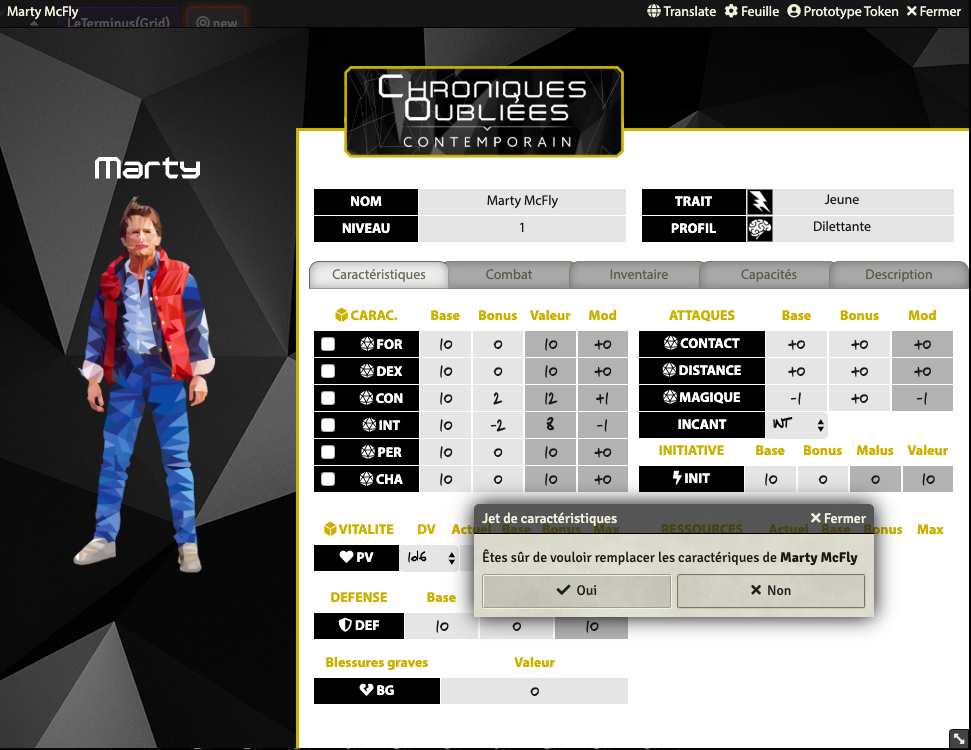 Marty McFly
Translate Feuille Prototype Token Fermer
LeTerminus(Grid) new
CHRONIQUES
OUBLIÉES
CONTEMPORAIN
Marty
NOM Marty McFly TRAIT Jeune
NIVEAU 1 PROFIL Dilettante
Caractéristiques Combat Inventaire Capacités Description
CARAC. Base Bonus Valeur Mod ATTAQUES Base Bonus Mod
FOR 10 0 10 +0 CONTACT +0 +0 +0
DEX 10 0 10 +0 DISTANCE +0 +0 +0
CON 10 2 12 +1 MAGIQUE -1 +0 -1
INT 10 -2 8 -1 INCANT INT
PER 10 0 10 +0 INITIATIVE Base Bonus Malus Valeur
CHA 10 0 10 +0 INIT 10 0 0 10
Jet de caractéristiques Fermer
VITALITE DV Actuel Base Bonus Max RESSOURCES Actuel Base Bonus Max
Êtes sûr de vouloir remplacer les caractériques de Marty McFly
PV 1d6
Oui Non
DEFENSE Base
DEF 10 0 10
Blessures graves Valeur
BG 0